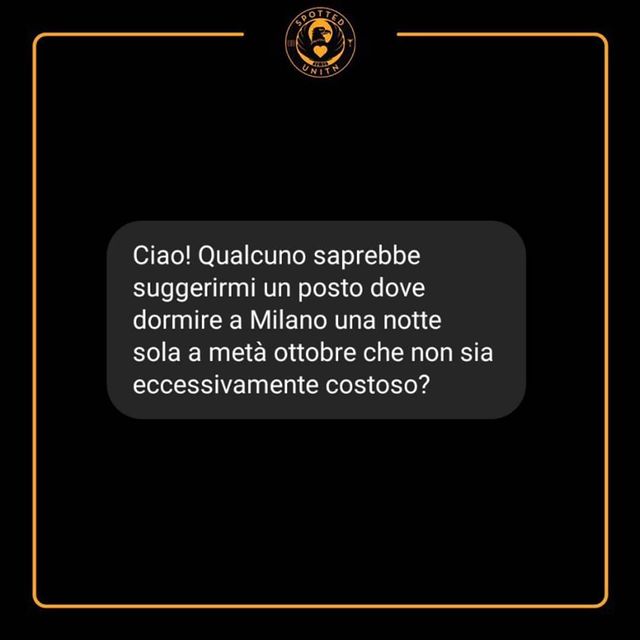 SPOTTED
UNITN
Ciao! Qualcuno saprebbe
suggerirmi un posto dove
dormire a Milano una notte
sola a metà ottobre che non sia
eccessivamente costoso?